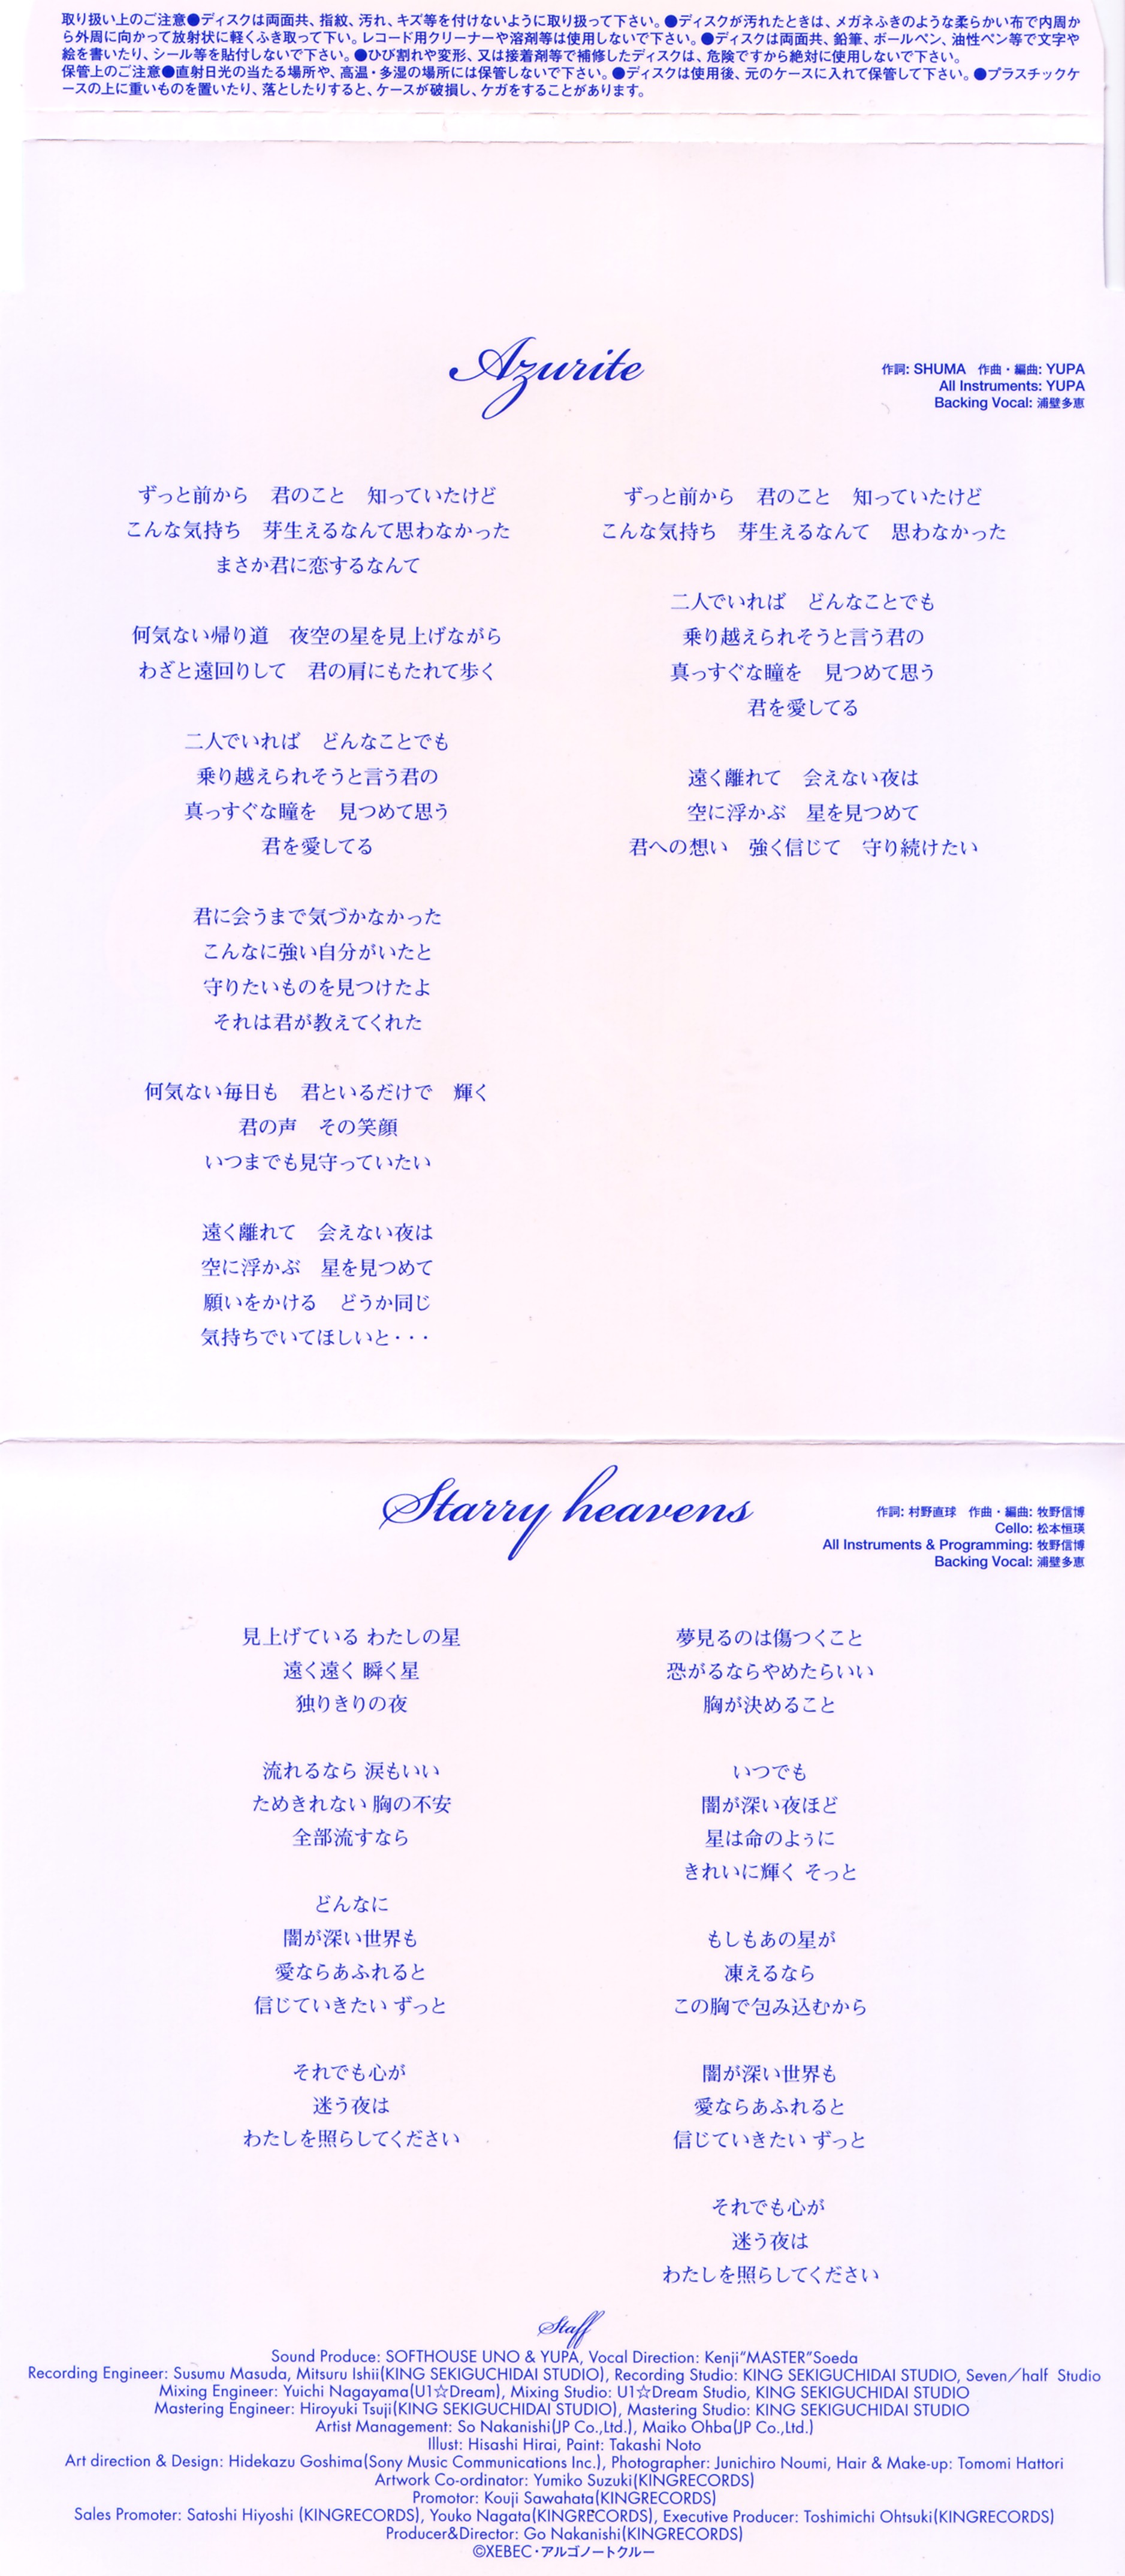 取り扱い上のご注意●ディスクは両面共、指紋、汚れ、キズ等を付けないように取り扱って下さい。●ディスクが汚れたときは、メガネふきのような柔らかい布で内周か
ら外周に向かって放射状に軽くふき取って下い。レコード用クリーナーや溶剤等は使用しないで下さい。●ディスクは両面共、鉛筆、ボールペン、油性ペン等で文字や
絵を書いたり、シール等を貼付しないで下さい。●ひび割れや変形、又は接着剤等で補修したディスクは、危険ですから絶対に使用しないで下さい。
保管上のご注意●直射日光の当たる場所や、高温・多湿の場所には保管しないで下さい。●ディスクは使用後、元のケースに入れて保管して下さい。●プラスチックケ
ースの上に重いものを置いたり、落としたりすると、ケースが破損し、ケガをすることがあります。
Azurite
作詞: SHUMA　作曲・編曲: YUPA
All Instruments: YUPA
Backing Vocal: 浦壁多恵
ずっと前から　君のこと　知っていたけど
こんな気持ち　芽生えるなんて思わなかった
まさか君に恋するなんて
何気ない帰り道　夜空の星を見上げながら
わざと遠回りして　君の肩にもたれて歩く
二人でいれば　どんなことでも
乗り越えられそうと言う君の
真っすぐな瞳を　見つめて思う
君を愛してる
君に会うまで気づかなかった
こんなに強い自分がいたと
守りたいものを見つけたよ
それは君が教えてくれた
何気ない毎日も　君といるだけで　輝く
君の声　その笑顔
いつまでも見守っていたい
遠く離れて　会えない夜は
空に浮かぶ　星を見つめて
願いをかける　どうか同じ
気持ちでいてほしいと・・・
ずっと前から　君のこと　知っていたけど
こんな気持ち　芽生えるなんて　思わなかった
二人でいれば　どんなことでも
乗り越えられそうと言う君の
真っすぐな瞳を　見つめて思う
君を愛してる
遠く離れて　会えない夜は
空に浮かぶ　星を見つめて
君への想い　強く信じて　守り続けたい
Starry heavens
作詞: 村野直球　作曲・編曲: 牧野信博
Cello: 松本恒瑛
All Instruments & Programming: 牧野信博
Backing Vocal: 浦壁多恵
見上げている わたしの星
遠く遠く 瞬く星
独りきりの夜
流れるなら 涙もいい
ためきれない 胸の不安
全部流すなら
どんなに
闇が深い世界も
愛ならあふれると
信じていきたい ずっと
それでも心が
迷う夜は
わたしを照らしてください
夢見るのは傷つくこと
恐がるならやめたらいい
胸が決めること
いつでも
闇が深い夜ほど
星は命のように
きれいに輝く そっと
もしもあの星が
凍えるなら
この胸で包み込むから
闇が深い世界も
愛ならあふれると
信じていきたい ずっと
それでも心が
迷う夜は
わたしを照らしてください
Staff
Sound Produce: SOFTHOUSE UNO & YUPA, Vocal Direction: Kenji"MASTER"Soeda
Recording Engineer: Susumu Masuda, Mitsuru Ishii(KING SEKIGUCHIDAI STUDIO), Recording Studio: KING SEKIGUCHIDAI STUDIO, Seven／half Studio
Mixing Engineer: Yuichi Nagayama(U1☆Dream), Mixing Studio: U1☆Dream Studio, KING SEKIGUCHIDAI STUDIO
Mastering Engineer: Hiroyuki Tsuji(KING SEKIGUCHIDAI STUDIO), Mastering Studio: KING SEKIGUCHIDAI STUDIO
Artist Management: So Nakanishi(JP Co.,Ltd.), Maiko Ohba(JP Co.,Ltd.)
Illust: Hisashi Hirai, Paint: Takashi Noto
Art direction & Design: Hidekazu Goshima(Sony Music Communications Inc.), Photographer: Junichiro Noumi, Hair & Make-up: Tomomi Hattori
Artwork Co-ordinator: Yumiko Suzuki(KINGRECORDS)
Promotor: Kouji Sawahata(KINGRECORDS)
Sales Promoter: Satoshi Hiyoshi (KINGRECORDS), Youko Nagata(KINGRECORDS), Executive Producer: Toshimichi Ohtsuki(KINGRECORDS)
Producer&Director: Go Nakanishi(KINGRECORDS)
©XEBEC・アルゴノートクルー